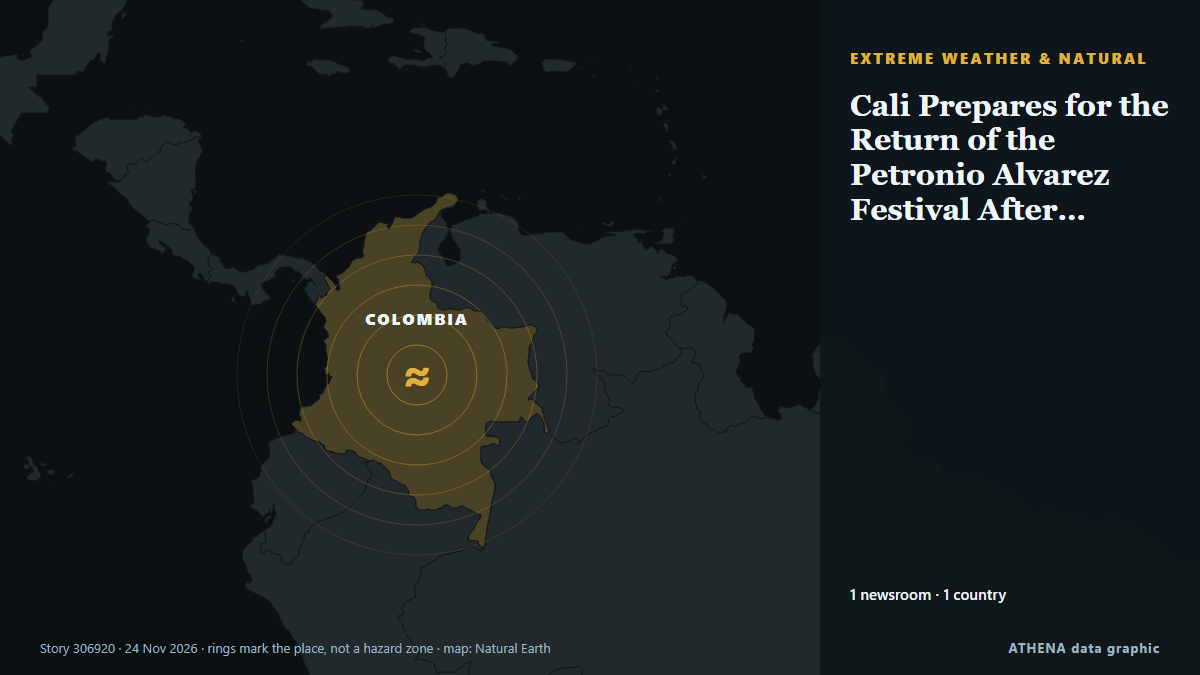 EXTREME WEATHER & NATURAL
Cali Prepares for the
Return of the
Petronio Alvarez
Festival After...
COLOMBIA
≈
1 newsroom · 1 country
Story 306920 · 24 Nov 2026 · rings mark the place, not a hazard zone · map: Natural Earth
ATHENA data graphic